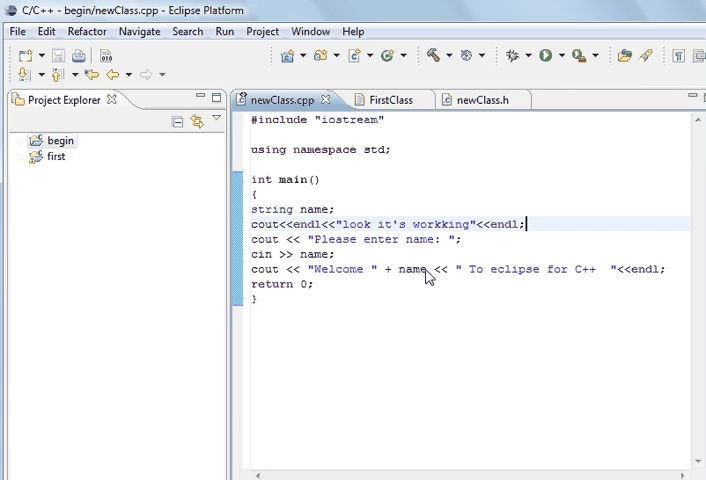 C/C++ - begin/newClass.cpp - Eclipse Platform
File Edit Refactor Navigate Search Run Project Window Help
Project Explorer
newClass.cpp FirstClass newClass.h
begin
first
#include "iostream"
using namespace std;
int main()
{
string name;
cout<<endl<<"look it's workking"<<endl;
cout << "Please enter name: ";
cin >> name;
cout << "Welcome " + name << " To eclipse for C++  "<<endl;
return 0;
}